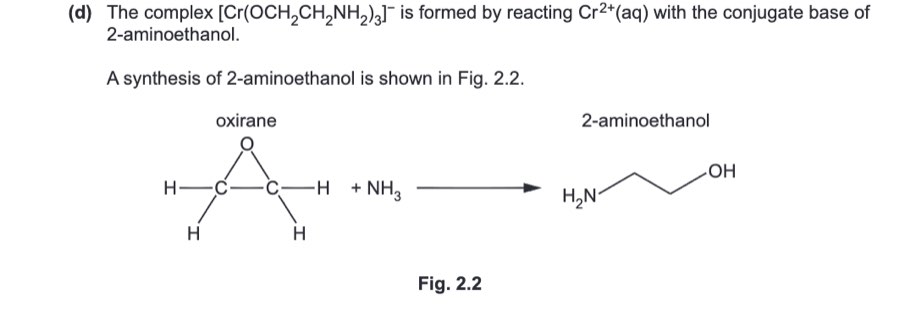 (d) The complex [Cr(OCH₂CH₂NH₂)₃]⁻ is formed by reacting Cr²⁺(aq) with the conjugate base of
2-aminoethanol.
A synthesis of 2-aminoethanol is shown in Fig. 2.2.
oxirane 2-aminoethanol
O
H C C H + NH₃ H₂N OH
H H
Fig. 2.2